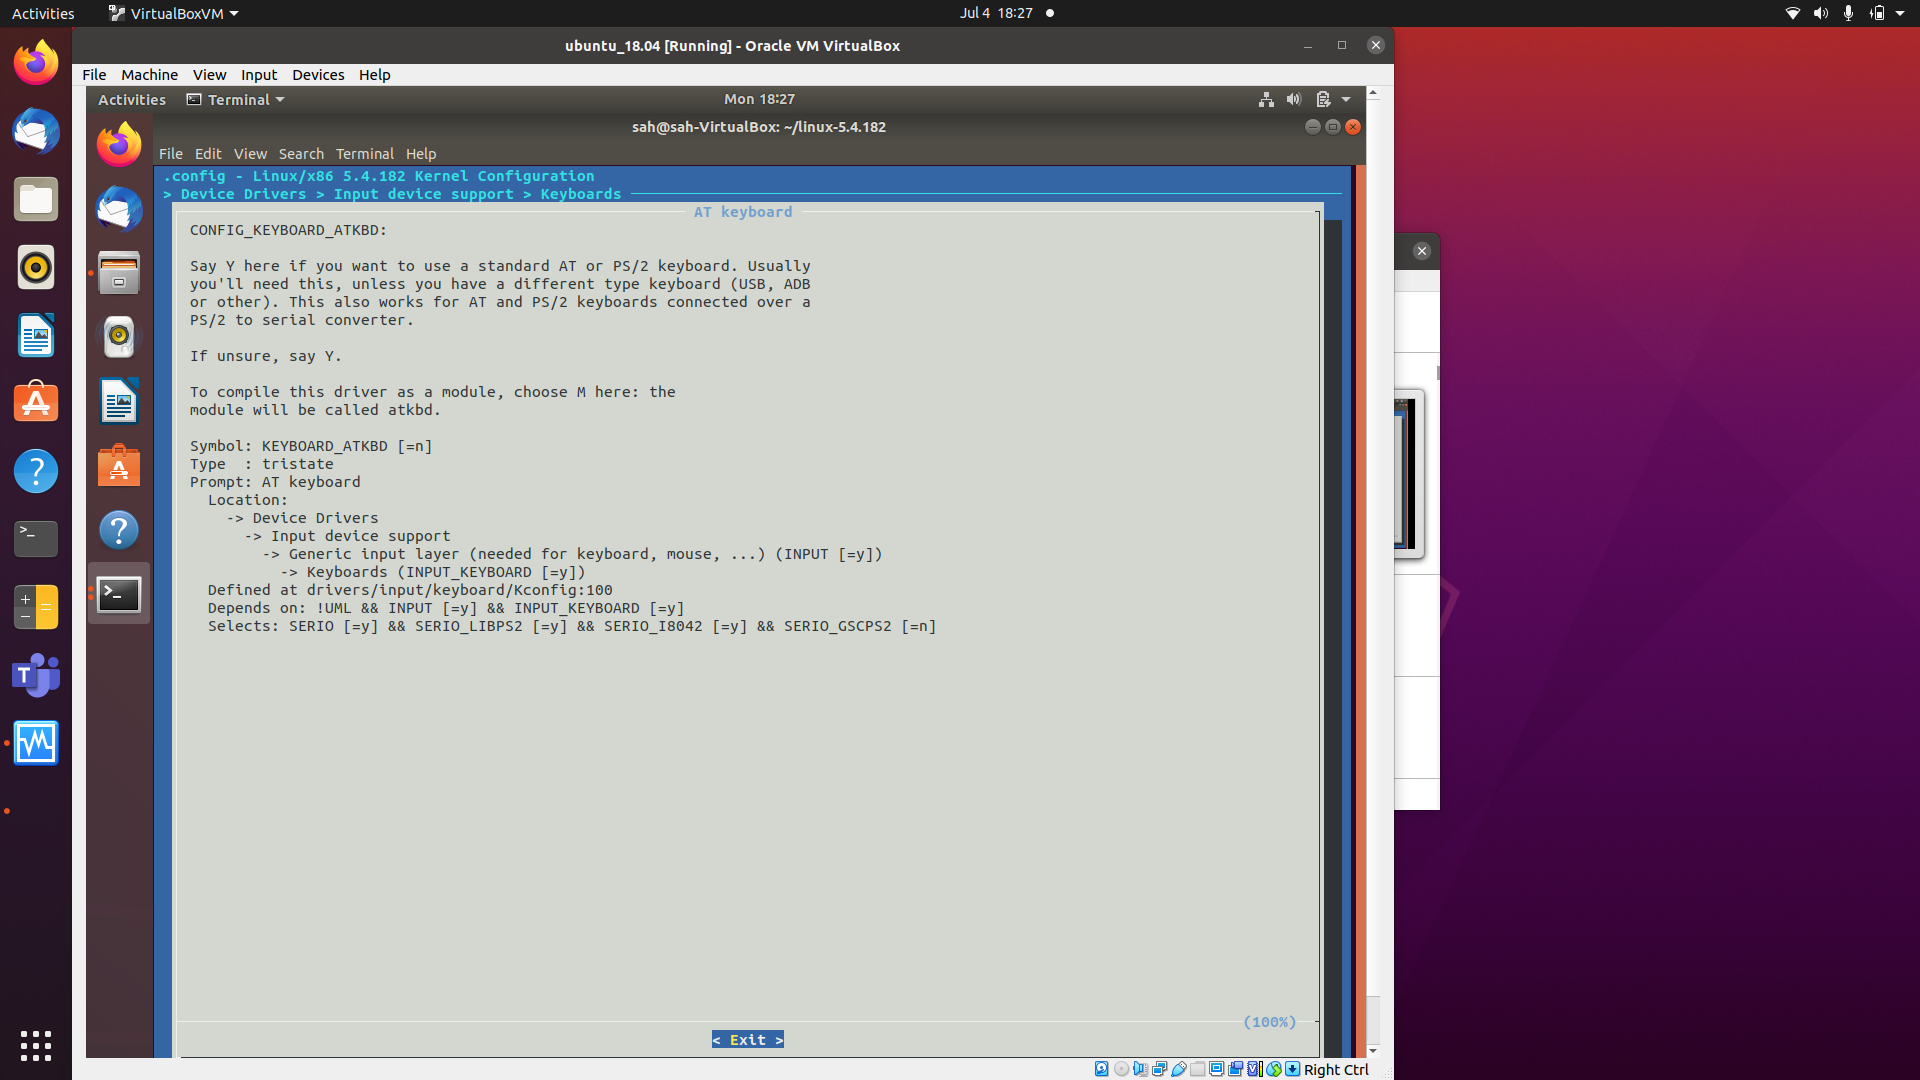 Activities
VirtualBoxVM
Jul 4 18:27
ubuntu_18.04 [Running] - Oracle VM VirtualBox
File Machine View Input Devices Help
Activities
Terminal
Mon 18:27
sah@sah-VirtualBox: ~/linux-5.4.182
File Edit View Search Terminal Help
.config - Linux/x86 5.4.182 Kernel Configuration
> Device Drivers > Input device support > Keyboards
AT keyboard
CONFIG_KEYBOARD_ATKBD:
Say Y here if you want to use a standard AT or PS/2 keyboard. Usually
you'll need this, unless you have a different type keyboard (USB, ADB
or other). This also works for AT and PS/2 keyboards connected over a
PS/2 to serial converter.
If unsure, say Y.
To compile this driver as a module, choose M here: the
module will be called atkbd.
Symbol: KEYBOARD_ATKBD [=n]
Type  : tristate
Prompt: AT keyboard
Location:
-> Device Drivers
-> Input device support
-> Generic input layer (needed for keyboard, mouse, ...) (INPUT [=y])
-> Keyboards (INPUT_KEYBOARD [=y])
Defined at drivers/input/keyboard/Kconfig:100
Depends on: !UML && INPUT [=y] && INPUT_KEYBOARD [=y]
Selects: SERIO [=y] && SERIO_LIBPS2 [=y] && SERIO_I8042 [=y] && SERIO_GSCPS2 [=n]
(100%)
< Exit >
Right Ctrl